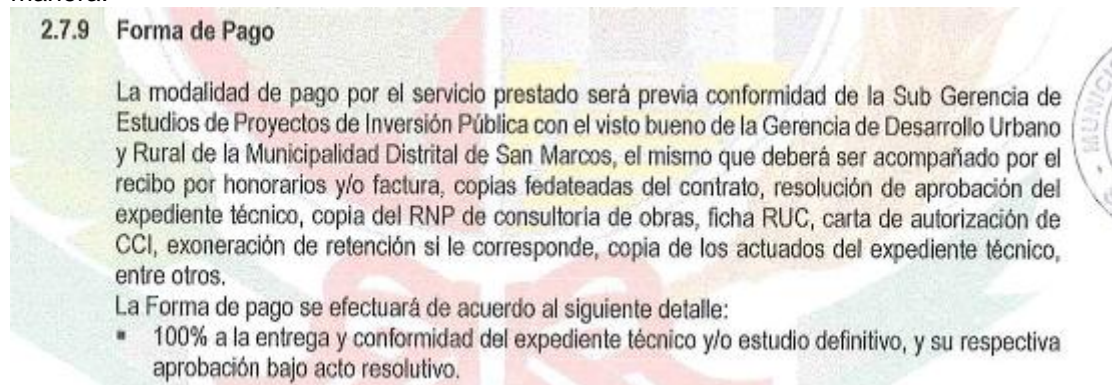 2.7.9 Forma de Pago
La modalidad de pago por el servicio prestado será previa conformidad de la Sub Gerencia de
Estudios de Proyectos de Inversión Pública con el visto bueno de la Gerencia de Desarrollo Urbano
y Rural de la Municipalidad Distrital de San Marcos, el mismo que deberá ser acompañado por el
recibo por honorarios y/o factura, copias fedateadas del contrato, resolución de aprobación del
expediente técnico, copia del RNP de consultoria de obras, ficha RUC, carta de autorización de
CCI, exoneración de retención si le corresponde, copia de los actuados del expediente técnico,
entre otros.
La Forma de pago se efectuará de acuerdo al siguiente detalle:
▪ 100% a la entrega y conformidad del expediente técnico y/o estudio definitivo, y su respectiva
aprobación bajo acto resolutivo.